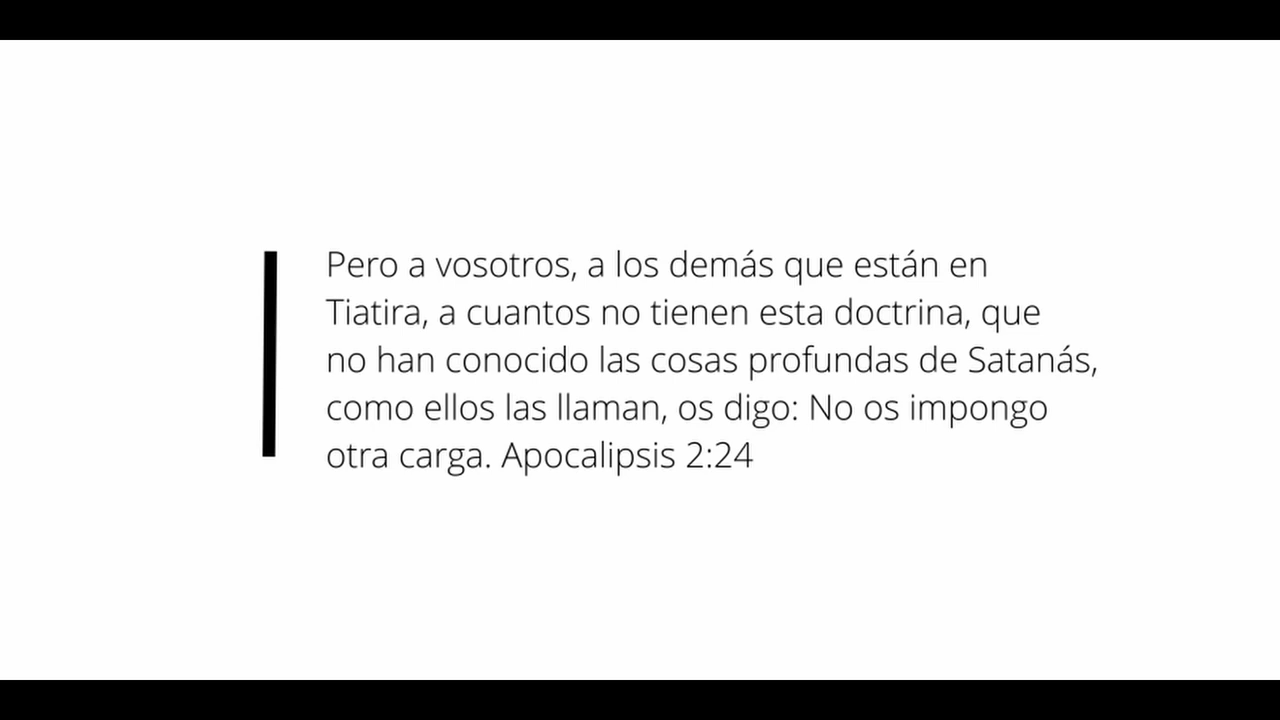 Pero a vosotros, a los demás que están en
Tiatira, a cuantos no tienen esta doctrina, que
no han conocido las cosas profundas de Satanás,
como ellos las llaman, os digo: No os impongo
otra carga. Apocalipsis 2:24